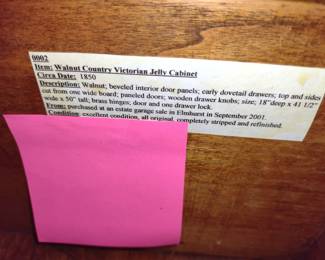 0002
Item: Walnut Country Victorian Jelly Cabinet
Circa Date: 1850
Description: Walnut; beveled interior door panels; early dovetail drawers; top and sides
cut from one wide board; paneled doors; wooden drawer knobs; size; 18"deep x 41 1/2"
wide x 50" tall; brass hinges; door and one drawer lock.
From: purchased at an estate garage sale in Elmhurst in September 2001.
Condition: excellent condition, all original, completely stripped and refinished.